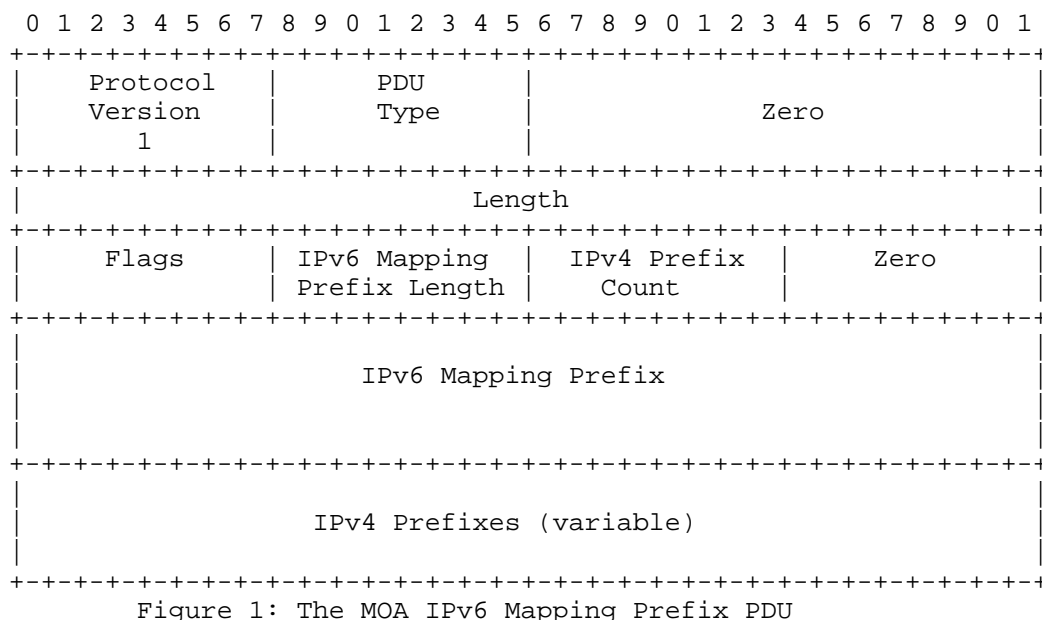 0 1 2 3 4 5 6 7 8 9 0 1 2 3 4 5 6 7 8 9 0 1 2 3 4 5 6 7 8 9 0 1
+-+-+-+-+-+-+-+-+-+-+-+-+-+-+-+-+-+-+-+-+-+-+-+-+-+-+-+-+-+-+-+-+
| Protocol | PDU | |
| Version | Type | Zero |
| 1 | | |
+-+-+-+-+-+-+-+-+-+-+-+-+-+-+-+-+-+-+-+-+-+-+-+-+-+-+-+-+-+-+-+-+
| Length |
+-+-+-+-+-+-+-+-+-+-+-+-+-+-+-+-+-+-+-+-+-+-+-+-+-+-+-+-+-+-+-+-+
| Flags | IPv6 Mapping | IPv4 Prefix | Zero |
| | Prefix Length | Count | |
+-+-+-+-+-+-+-+-+-+-+-+-+-+-+-+-+-+-+-+-+-+-+-+-+-+-+-+-+-+-+-+-+
| |
| IPv6 Mapping Prefix |
| |
| |
+-+-+-+-+-+-+-+-+-+-+-+-+-+-+-+-+-+-+-+-+-+-+-+-+-+-+-+-+-+-+-+-+
| |
| IPv4 Prefixes (variable) |
| |
+-+-+-+-+-+-+-+-+-+-+-+-+-+-+-+-+-+-+-+-+-+-+-+-+-+-+-+-+-+-+-+-+
Figure 1: The MOA IPv6 Mapping Prefix PDU